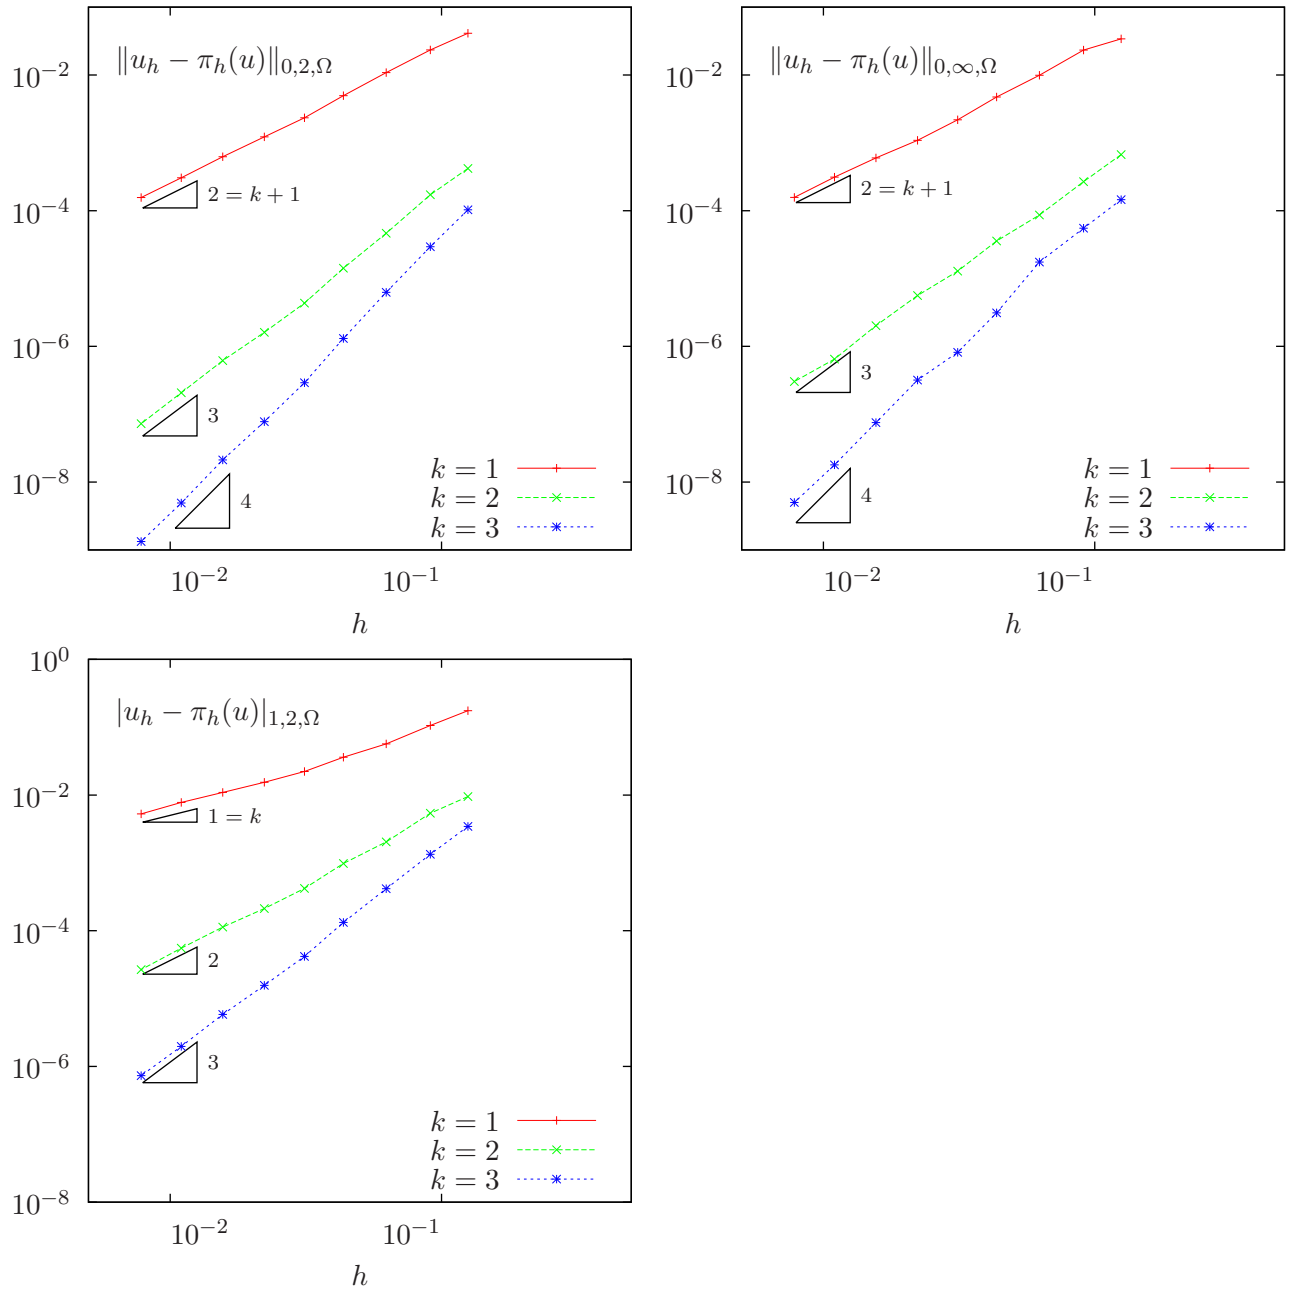 ‖u_h − π_h(u)‖_{0,2,Ω}
10^{−2}
10^{−4}
10^{−6}
10^{−8}
2 = k + 1
3
4
k = 1
k = 2
k = 3
10^{−2}
10^{−1}
h
‖u_h − π_h(u)‖_{0,∞,Ω}
10^{−2}
10^{−4}
10^{−6}
10^{−8}
2 = k + 1
3
4
k = 1
k = 2
k = 3
10^{−2}
10^{−1}
h
10^{0}
|u_h − π_h(u)|_{1,2,Ω}
10^{−2}
10^{−4}
10^{−6}
10^{−8}
1 = k
2
3
k = 1
k = 2
k = 3
10^{−2}
10^{−1}
h